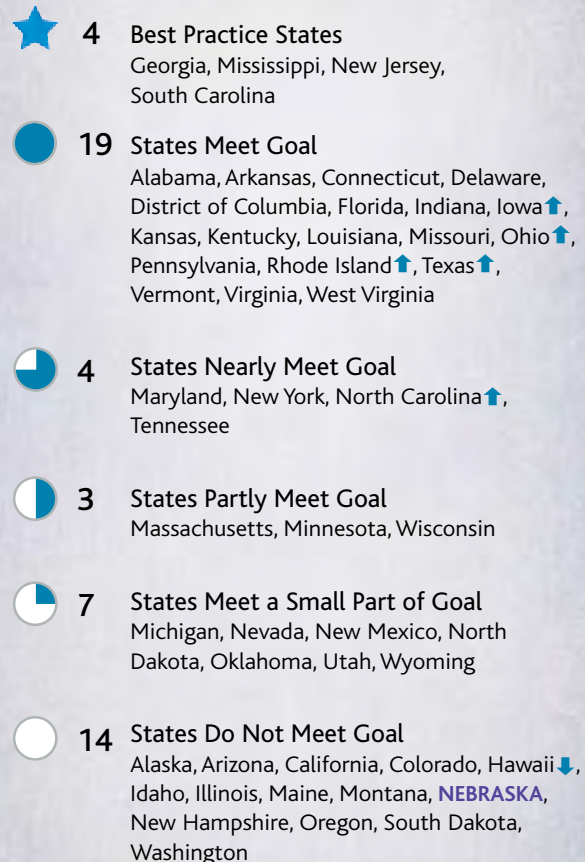 4 Best Practice States
Georgia, Mississippi, New Jersey,
South Carolina
19 States Meet Goal
Alabama, Arkansas, Connecticut, Delaware,
District of Columbia, Florida, Indiana, Iowa⬆,
Kansas, Kentucky, Louisiana, Missouri, Ohio⬆,
Pennsylvania, Rhode Island⬆, Texas⬆,
Vermont, Virginia, West Virginia
4 States Nearly Meet Goal
Maryland, New York, North Carolina⬆,
Tennessee
3 States Partly Meet Goal
Massachusetts, Minnesota, Wisconsin
7 States Meet a Small Part of Goal
Michigan, Nevada, New Mexico, North
Dakota, Oklahoma, Utah, Wyoming
14 States Do Not Meet Goal
Alaska, Arizona, California, Colorado, Hawaii⬇,
Idaho, Illinois, Maine, Montana, NEBRASKA,
New Hampshire, Oregon, South Dakota,
Washington